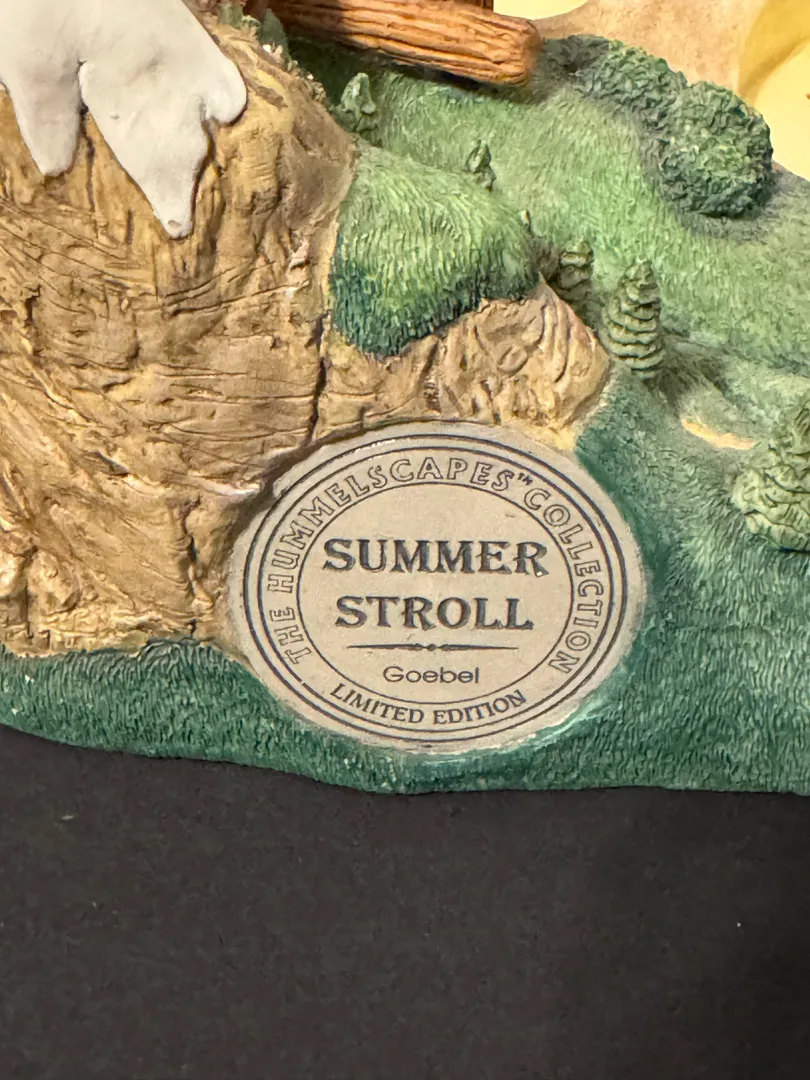 THE HUMMELSCAPES™ COLLECTION
SUMMER
STROLL
Goebel
LIMITED EDITION